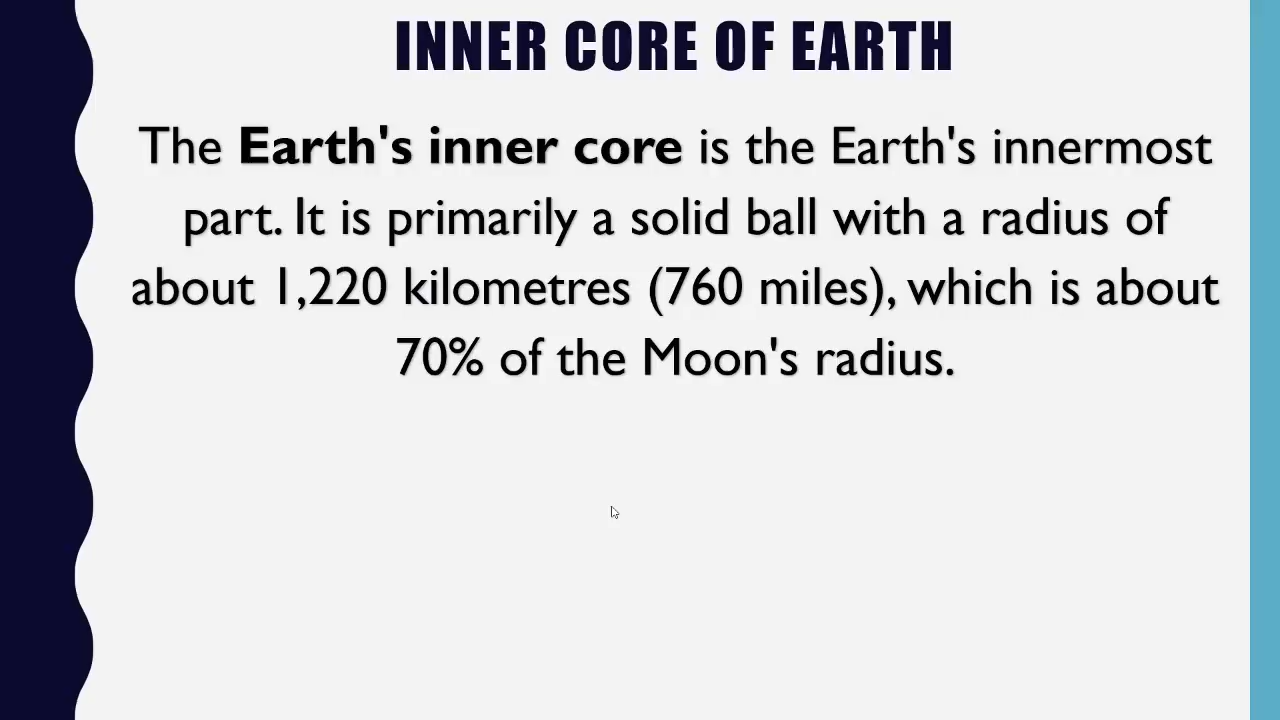 INNER CORE OF EARTH
The Earth's inner core is the Earth's innermost
part. It is primarily a solid ball with a radius of
about 1,220 kilometres (760 miles), which is about
70% of the Moon's radius.